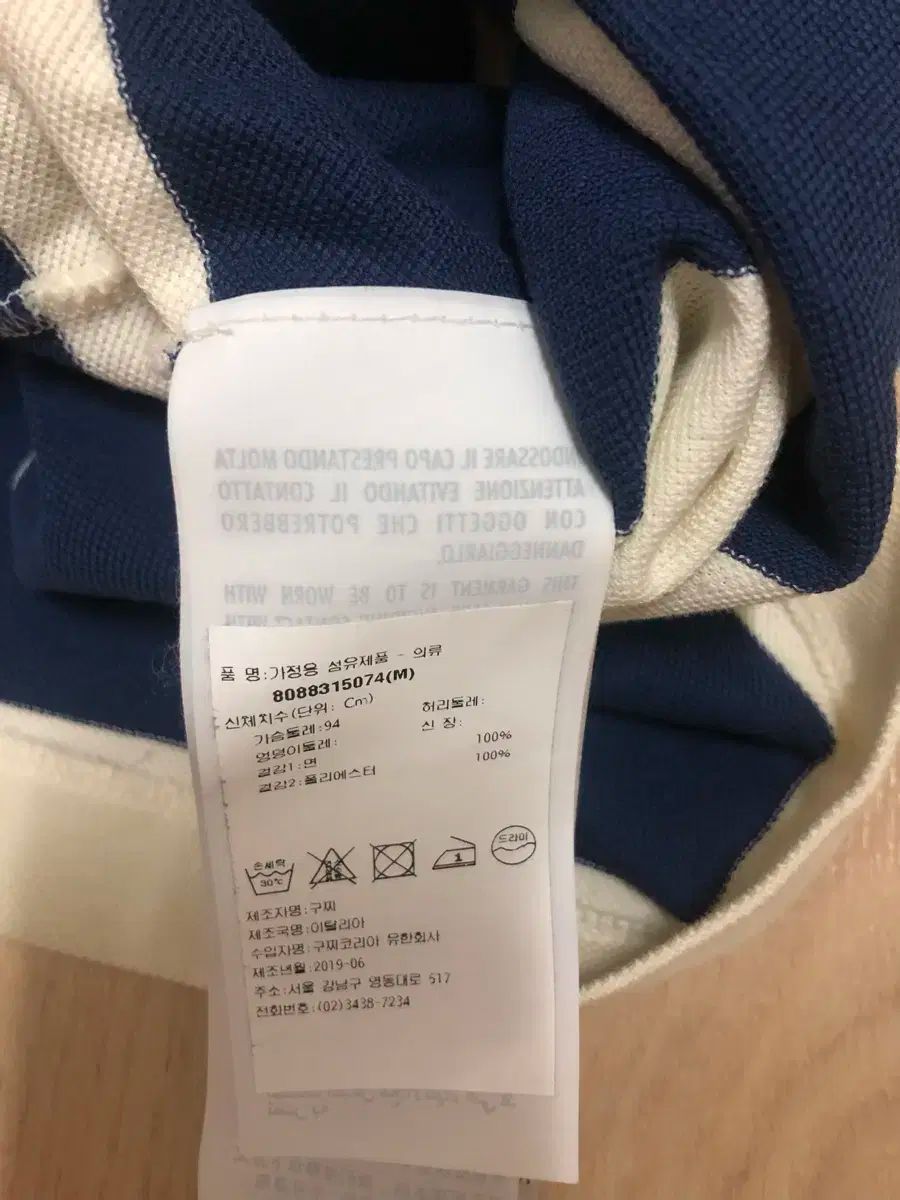 INDOSSARE IL CAPO PRESTANDO MOLTA
ATTENZIONE EVITANDO IL CONTATTO
CON OGGETTI CHE POTREBBERO
DANNEGGIARLO.
THIS GARMENT IS TO BE WORN WITH
품 명:가정용 섬유제품 - 의류
8088315074(M)
신체치수(단위: Cm)
가슴둘레:94 허리둘레:
엉덩이둘레: 신 장:
겉감1:면 100%
겉감2:폴리에스터 100%
손세탁 30℃ 1 드라이
제조자명:구찌
제조국명:이탈리아
수입자명:구찌코리아 유한회사
제조년월:2019-06
주소:서울 강남구 영동대로 517
전화번호:(02)3438-7234